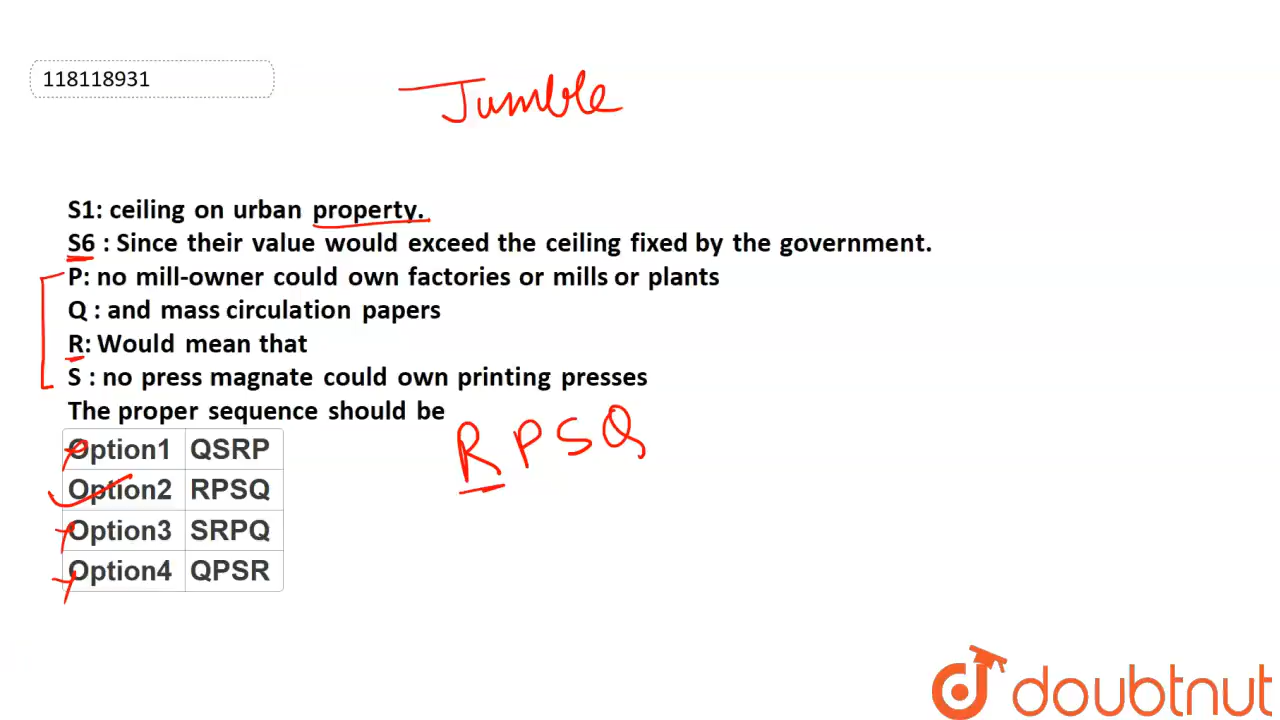 118118931
Jumble
S1: ceiling on urban property.
S6 : Since their value would exceed the ceiling fixed by the government.
P: no mill-owner could own factories or mills or plants
Q : and mass circulation papers
R: Would mean that
S : no press magnate could own printing presses
The proper sequence should be
R P S Q
Option1 QSRP
Option2 RPSQ
Option3 SRPQ
Option4 QPSR
doubtnut